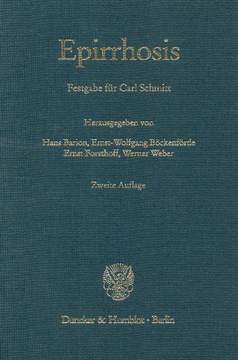 Epirrhosis
Festgabe für Carl Schmitt
Herausgegeben von
Hans Barion, Ernst-Wolfgang Böckenförde
Ernst Forsthoff, Werner Weber
Zweite Auflage
Duncker & Humblot · Berlin